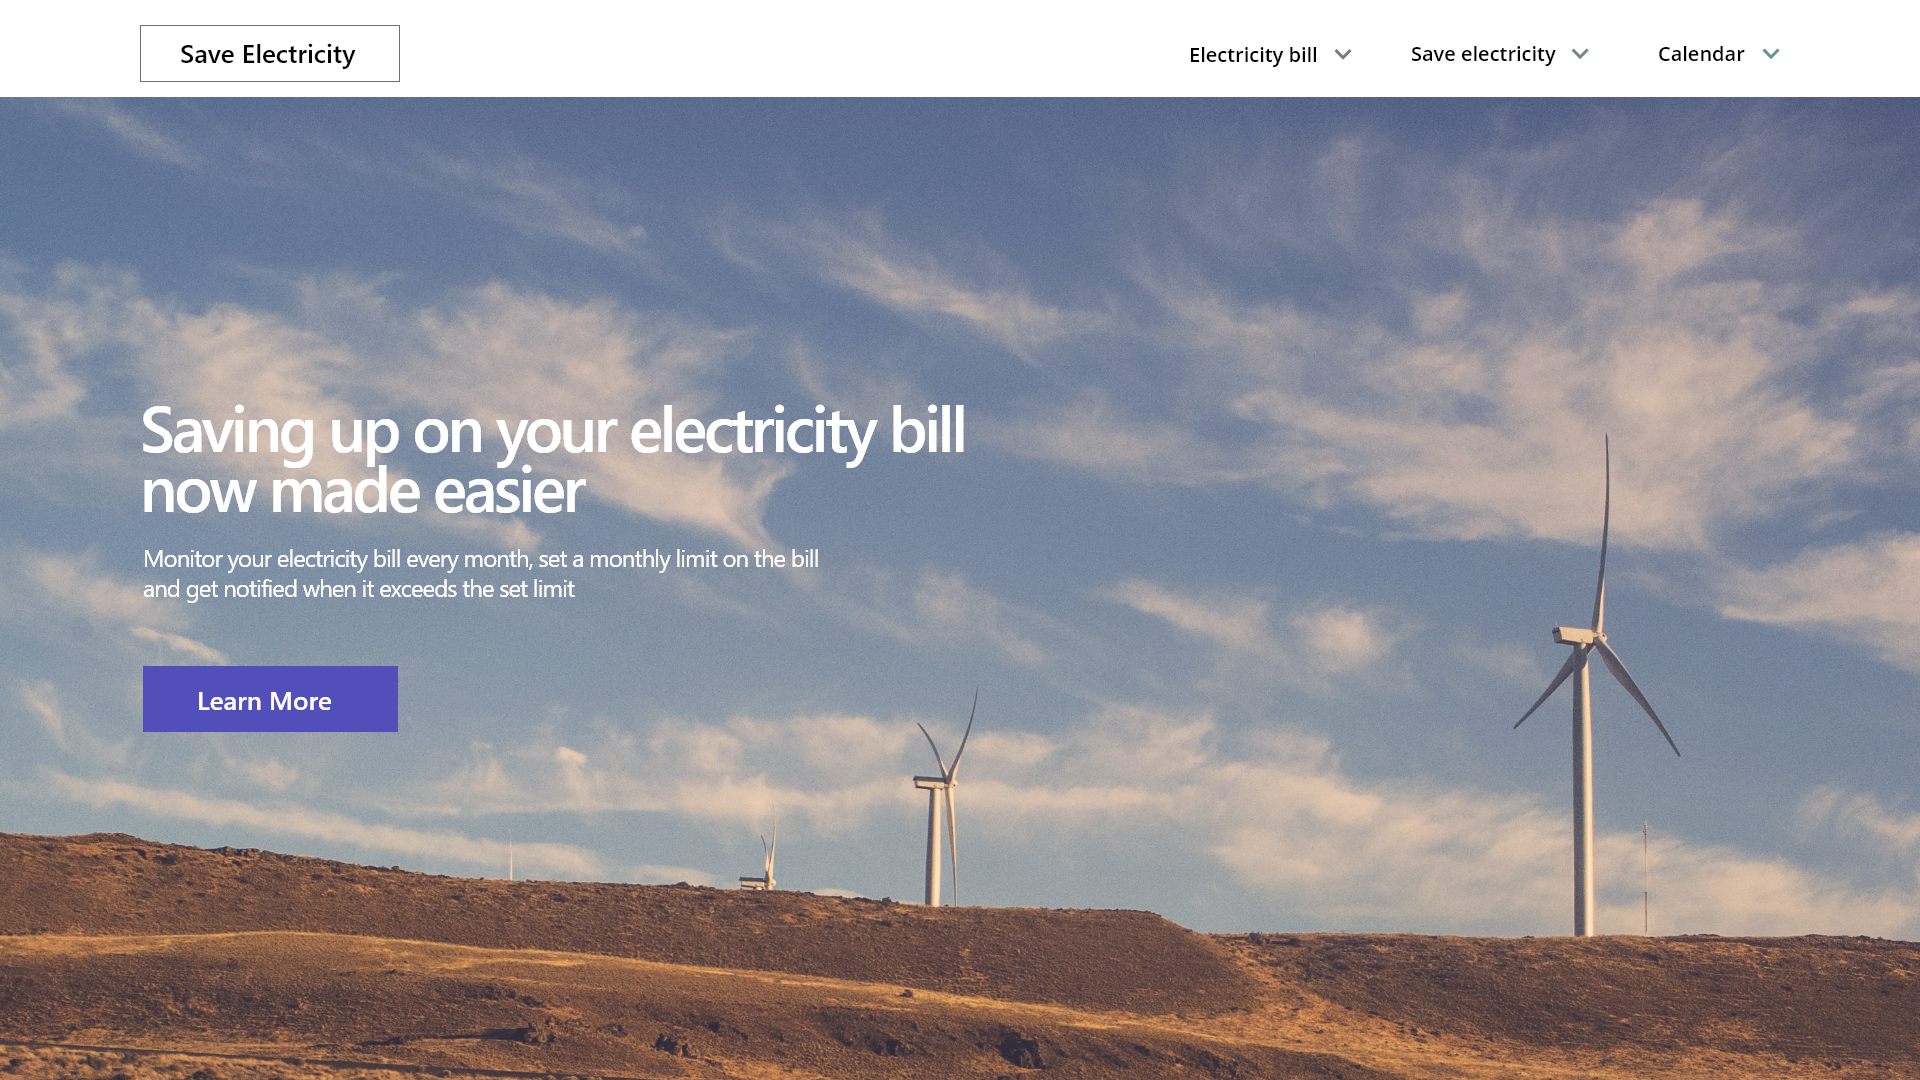 Save Electricity
Electricity bill
Save electricity
Calendar
Saving up on your electricity bill
now made easier
Monitor your electricity bill every month, set a monthly limit on the bill
and get notified when it exceeds the set limit
Learn More